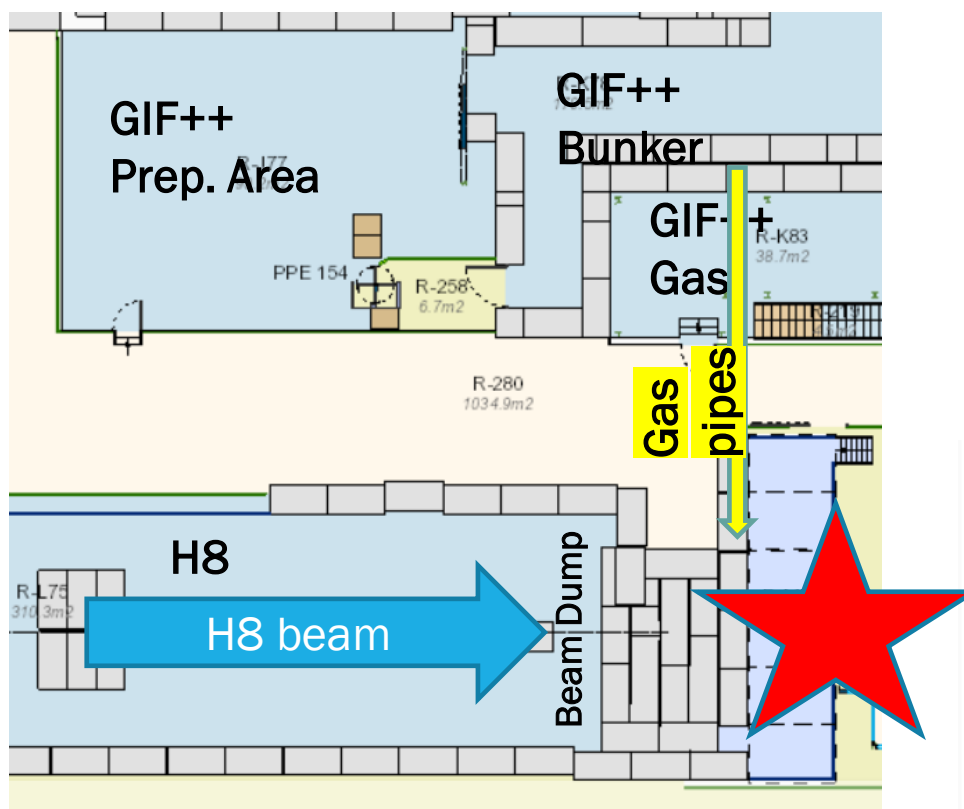 GIF++
Prep. Area
GIF++
Bunker
GIF++
Gas
R-K83
38.7m2
PPE 154
R-258
6.7m2
R-280
1034.9m2
Gas
pipes
H8
R-L75
310.3m2
H8 beam
Beam Dump